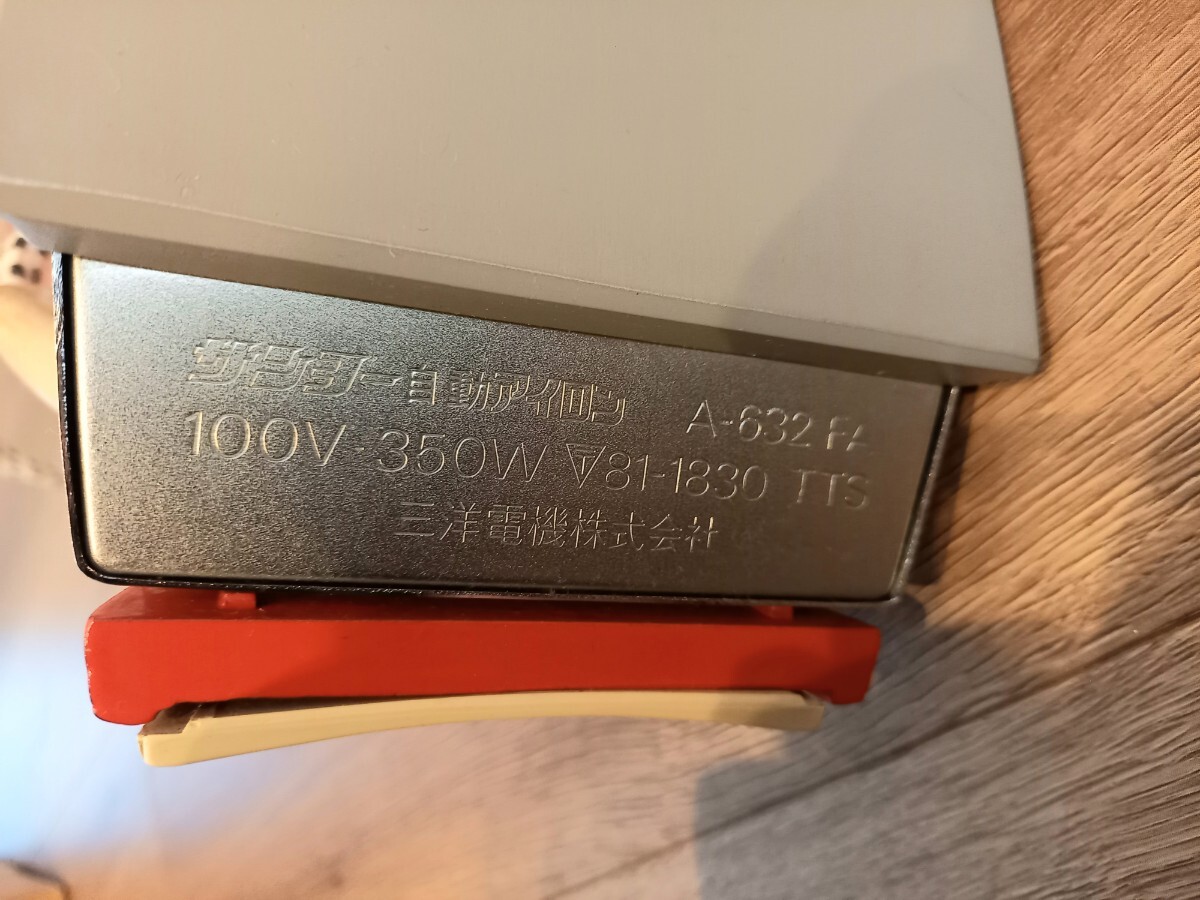 サンヨー自動アイロン A-632 FA
100V-350W 〒81-1830 TTS
三洋電機株式会社